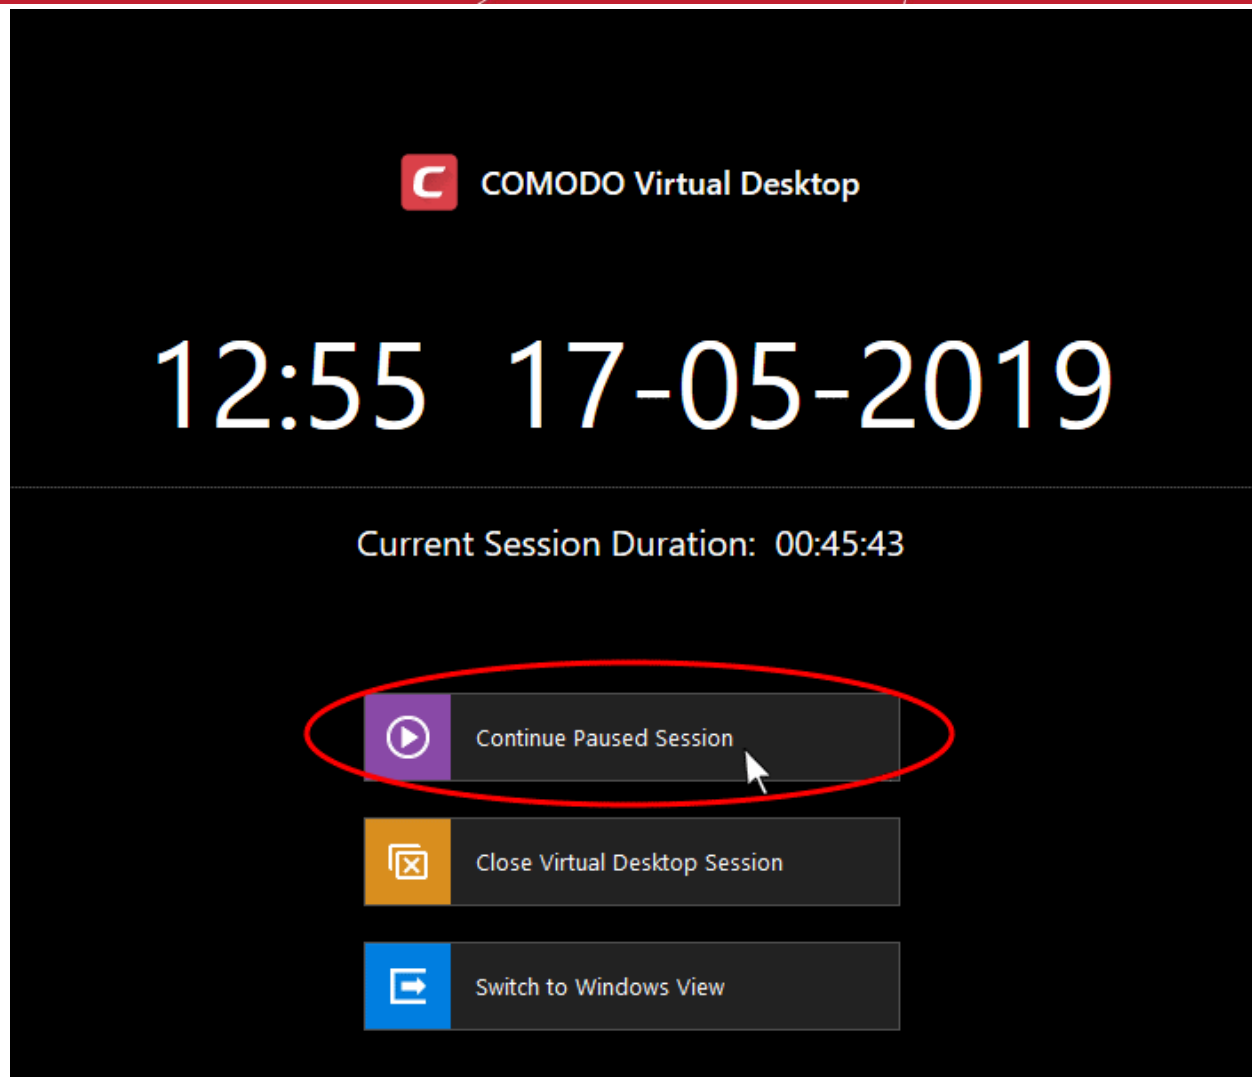 COMODO Virtual Desktop
12:55 17-05-2019
Current Session Duration: 00:45:43
Continue Paused Session
Close Virtual Desktop Session
Switch to Windows View